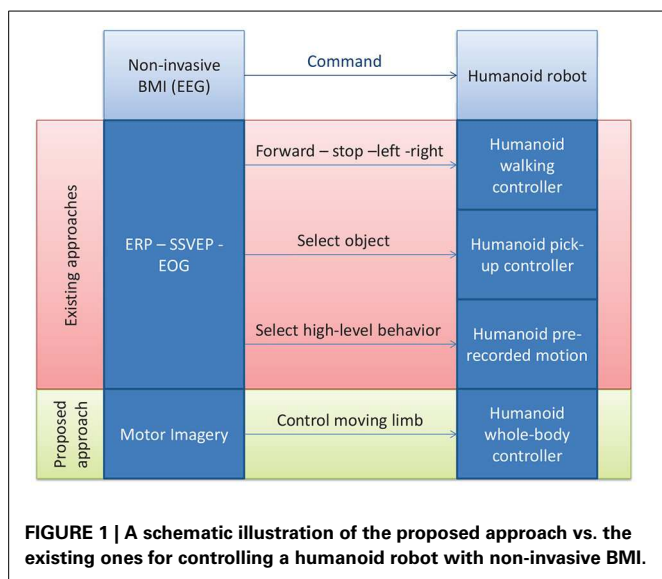 Non-invasive
BMI (EEG)
Command
Humanoid robot
Existing approaches
ERP – SSVEP -
EOG
Forward – stop –left -right
Humanoid
walking
controller
Select object
Humanoid pick-
up controller
Select high-level behavior
Humanoid pre-
recorded motion
Proposed
approach
Motor Imagery
Control moving limb
Humanoid
whole-body
controller
FIGURE 1 | A schematic illustration of the proposed approach vs. the
existing ones for controlling a humanoid robot with non-invasive BMI.